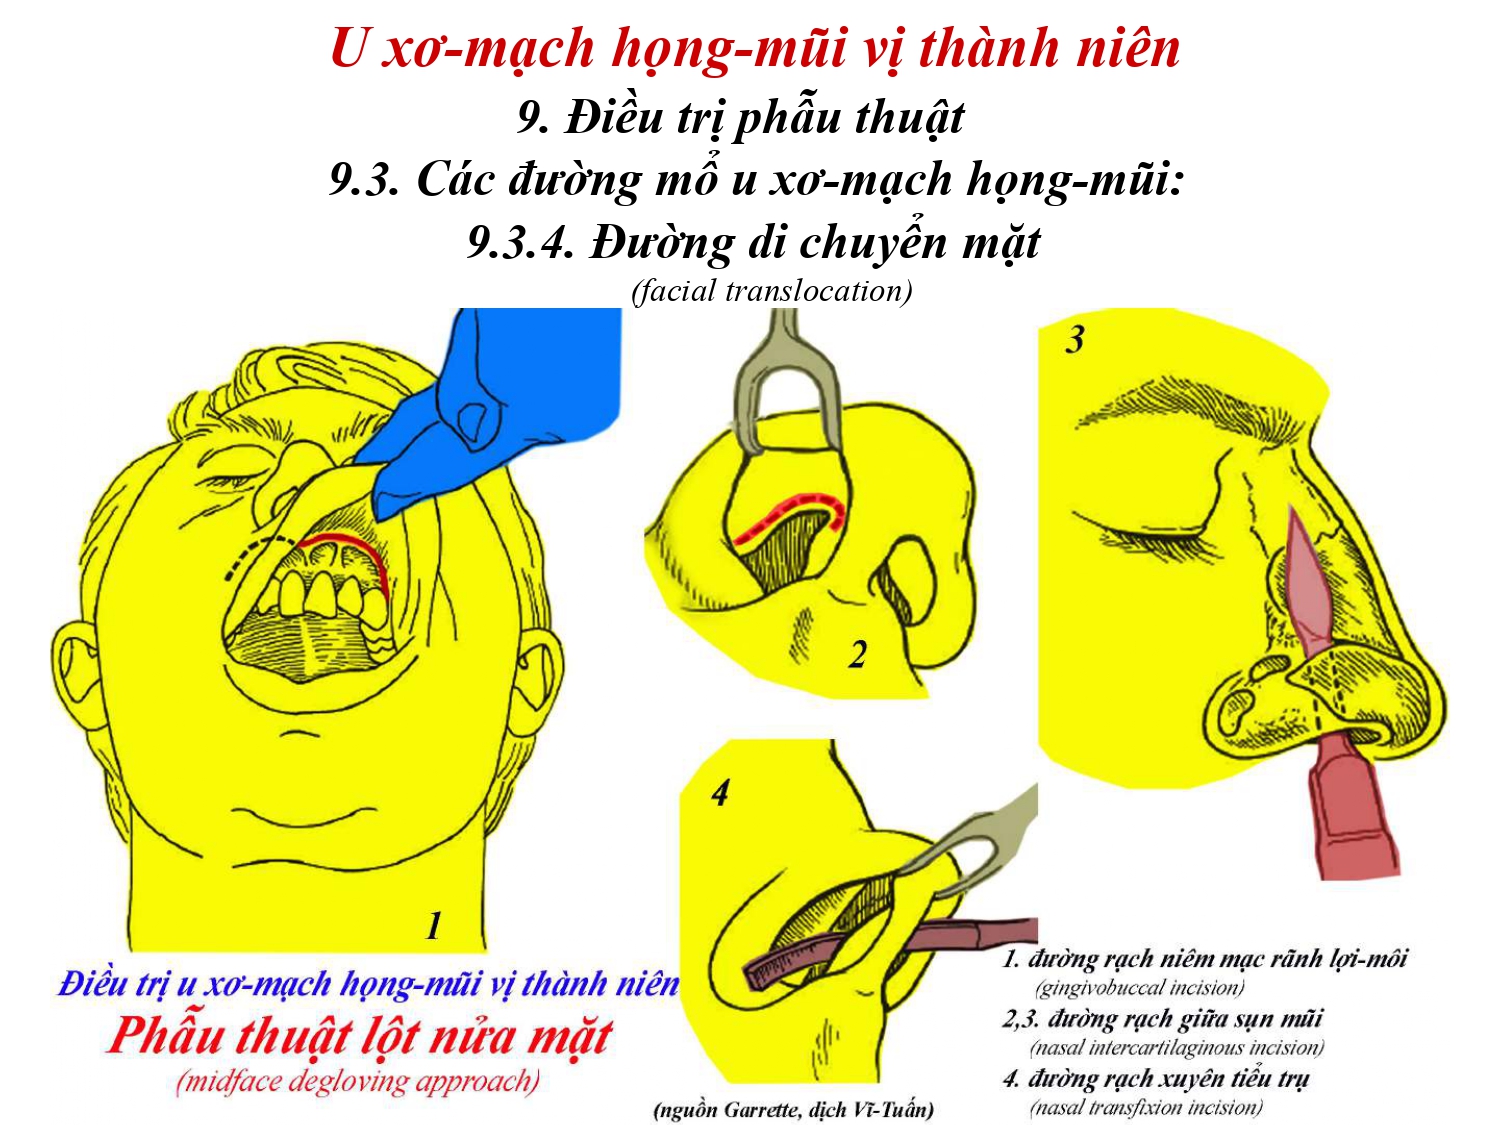 U xơ-mạch họng-mũi vị thành niên
9. Điều trị phẫu thuật
9.3. Các đường mổ u xơ-mạch họng-mũi:
9.3.4. Đường di chuyển mặt
(facial translocation)
1
2
3
4
Điều trị u xơ-mạch họng-mũi vị thành niên
Phẫu thuật lột nửa mặt
(midface degloving approach)
(nguồn Garrette, dịch Vĩ-Tuấn)
1. đường rạch niêm mạc rãnh lợi-môi
(gingivobuccal incision)
2,3. đường rạch giữa sụn mũi
(nasal intercartilaginous incision)
4. đường rạch xuyên tiểu trụ
(nasal transfixion incision)